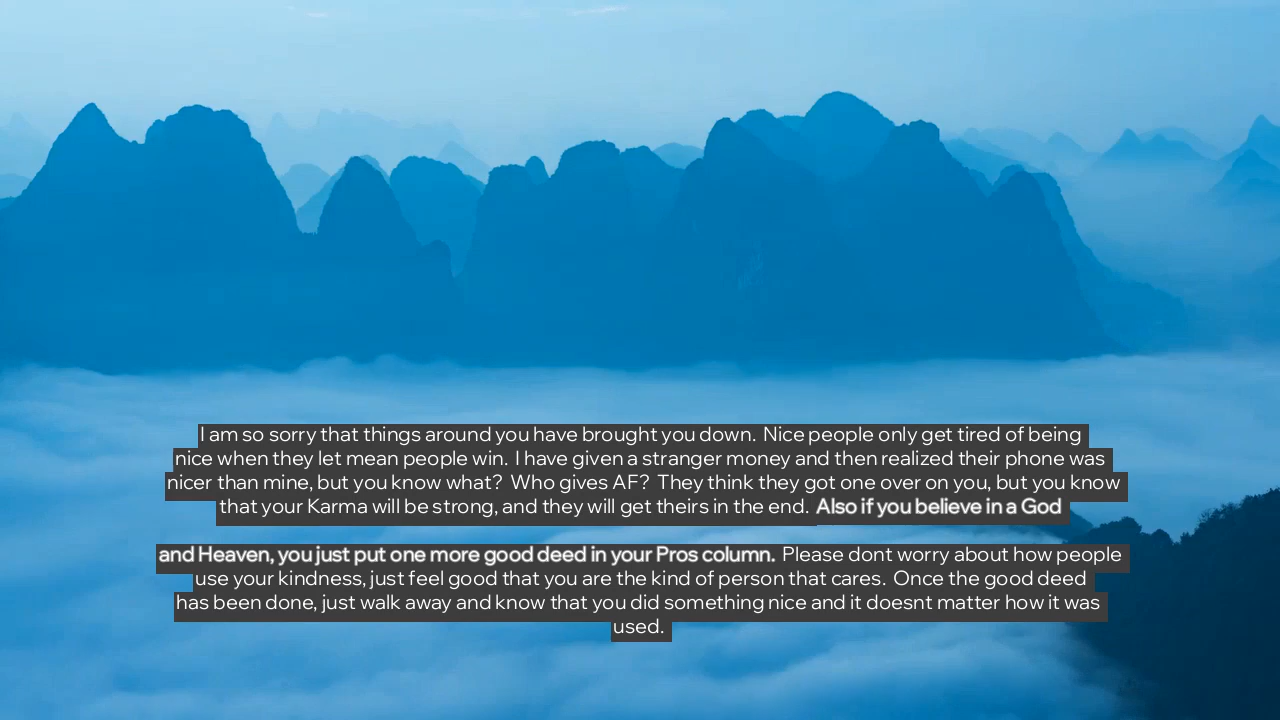 I am so sorry that things around you have brought you down. Nice people only get tired of being
nice when they let mean people win. I have given a stranger money and then realized their phone was
nicer than mine, but you know what? Who gives AF? They think they got one over on you, but you know
that your Karma will be strong, and they will get theirs in the end. Also if you believe in a God
and Heaven, you just put one more good deed in your Pros column. Please dont worry about how people
use your kindness, just feel good that you are the kind of person that cares. Once the good deed
has been done, just walk away and know that you did something nice and it doesnt matter how it was
used.